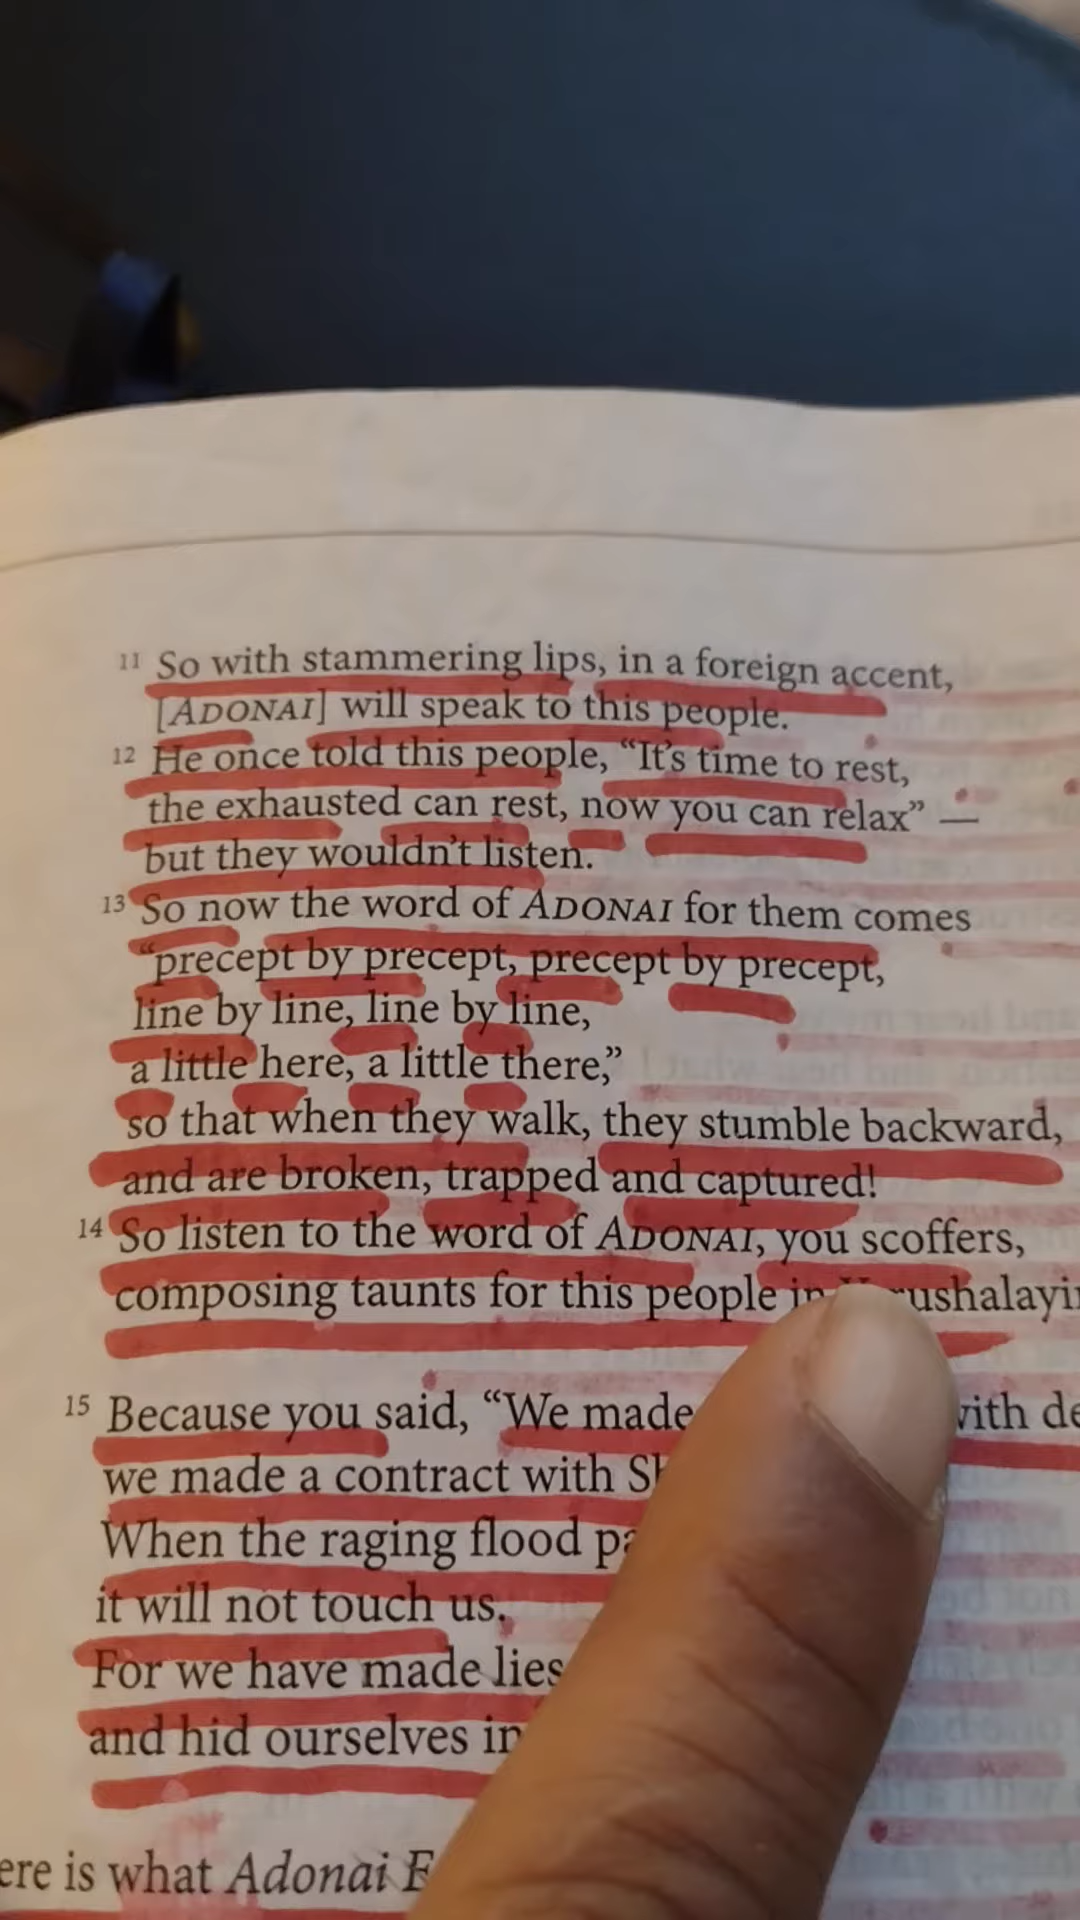 11 So with stammering lips, in a foreign accent,
[ADONAI] will speak to this people.
12 He once told this people, “It’s time to rest,
the exhausted can rest, now you can relax” —
but they wouldn’t listen.
13 So now the word of ADONAI for them comes
“precept by precept, precept by precept,
line by line, line by line,
a little here, a little there,”
so that when they walk, they stumble backward,
and are broken, trapped and captured!
14 So listen to the word of ADONAI, you scoffers,
composing taunts for this people in
15 Because you said, “We made with
we made a contract with
When the raging flood
it will not touch us.
For we have made lies
and hid ourselves in
is what Adonai